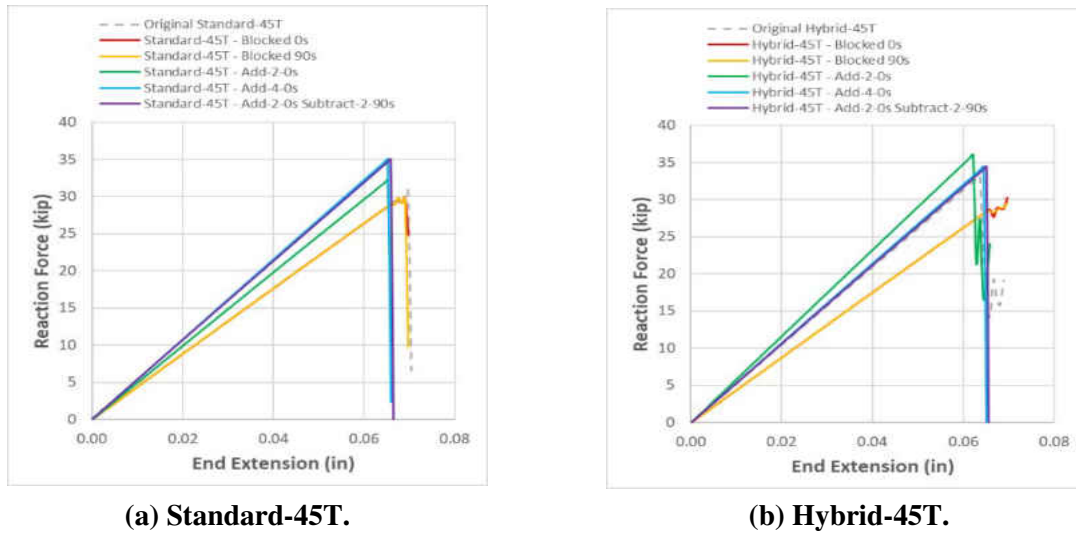 Original Standard-45T
Standard-45T - Blocked 0s
Standard-45T - Blocked 90s
Standard-45T - Add-2-0s
Standard-45T - Add-4-0s
Standard-45T - Add-2-0s Subtract-2-90s
40
35
30
25
20
15
10
5
0
Reaction Force (kip)
0.00
0.02
0.04
0.06
0.08
End Extension (in)
(a) Standard-45T.
Original Hybrid-45T
Hybrid-45T - Blocked 0s
Hybrid-45T - Blocked 90s
Hybrid-45T - Add-2-0s
Hybrid-45T - Add-4-0s
Hybrid-45T - Add-2-0s Subtract-2-90s
40
35
30
25
20
15
10
5
0
Reaction Force (kip)
0.00
0.02
0.04
0.06
0.08
End Extension (in)
(b) Hybrid-45T.